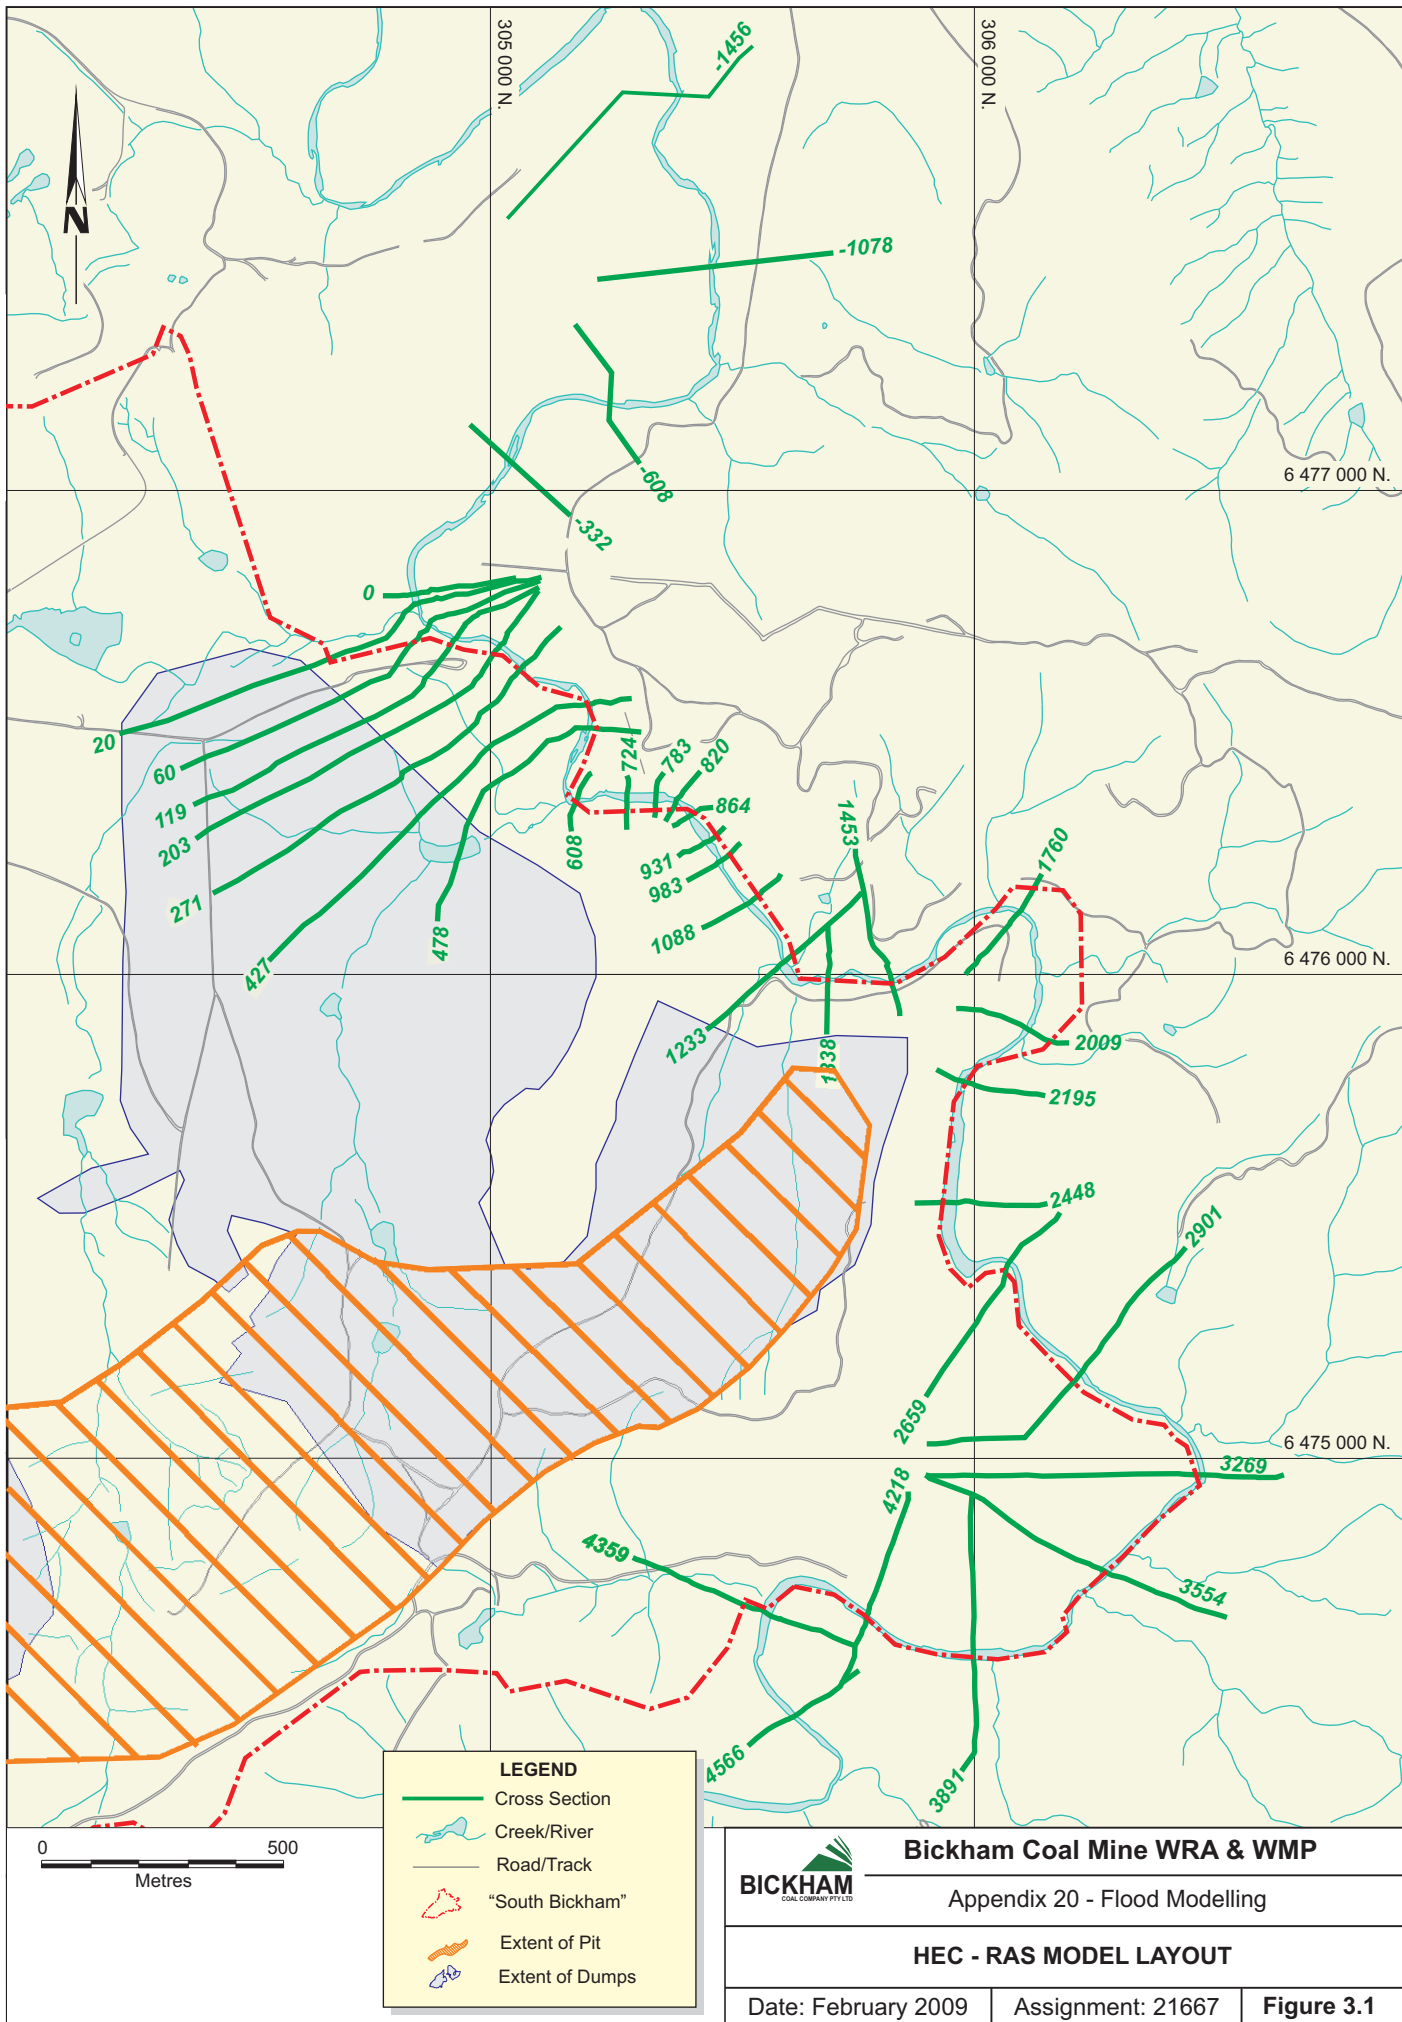 305 000 N.
306 000 N.
-1456
N
-1078
6 477 000 N.
-608
-332
0
20
60
119
203
271
427
478
608
724
783
820
864
931
983
1088
1233
1338
1453
1760
6 476 000 N.
2009
2195
2448
2901
2659
6 475 000 N.
3269
4218
4359
3554
4566
3891
LEGEND
Cross Section
Creek/River
Road/Track
“South Bickham”
Extent of Pit
Extent of Dumps
0 500
Metres
BICKHAM
COAL COMPANY PTY LTD
Bickham Coal Mine WRA & WMP
Appendix 20 - Flood Modelling
HEC - RAS MODEL LAYOUT
Date: February 2009
Assignment: 21667
Figure 3.1